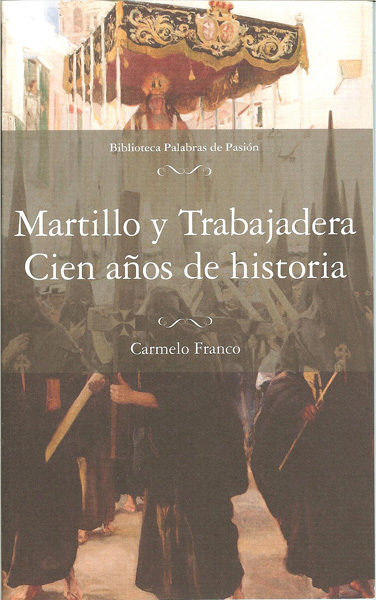 Biblioteca Palabras de Pasión
Martillo y Trabajadera
Cien años de historia
Carmelo Franco